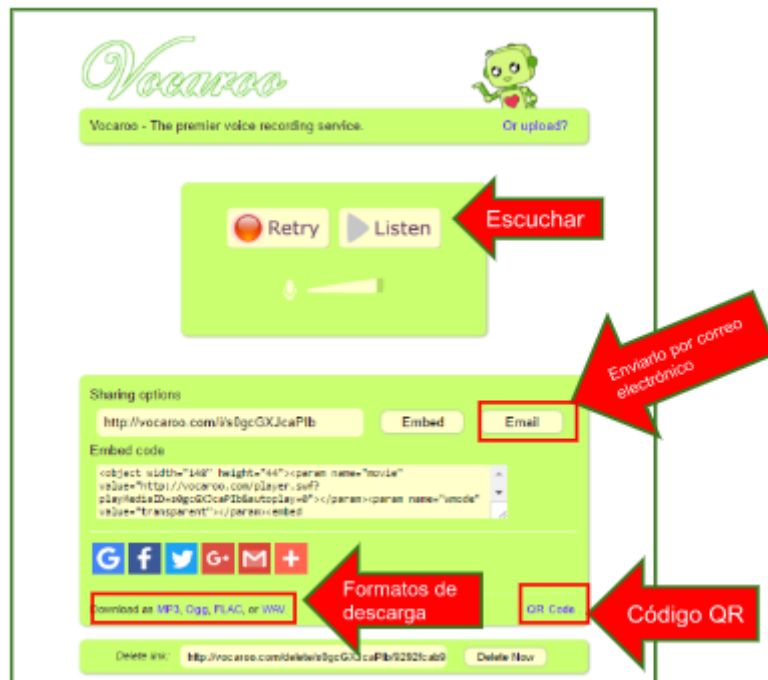 Vocaroo
Vocaroo - The premier voice recording service.
Or upload?
Retry
Listen
Escuchar
Enviarlo por correo
electrónico
Sharing options
http://vocaroo.com/i/s0gcGXJcaPIb
Embed
Email
Embed code
<object width="148" height="44"><param name="movie"
value="http://vocaroo.com/player.swf?
playMediaID=s0gcGXJcaPIb&autoplay=0"></param><param name="wmode"
value="transparent"></param><embed
G f G+ M +
Formatos de
descarga
Download as MP3, Ogg, FLAC, or WAV
QR Code
Código QR
Delete link:
Delete Now